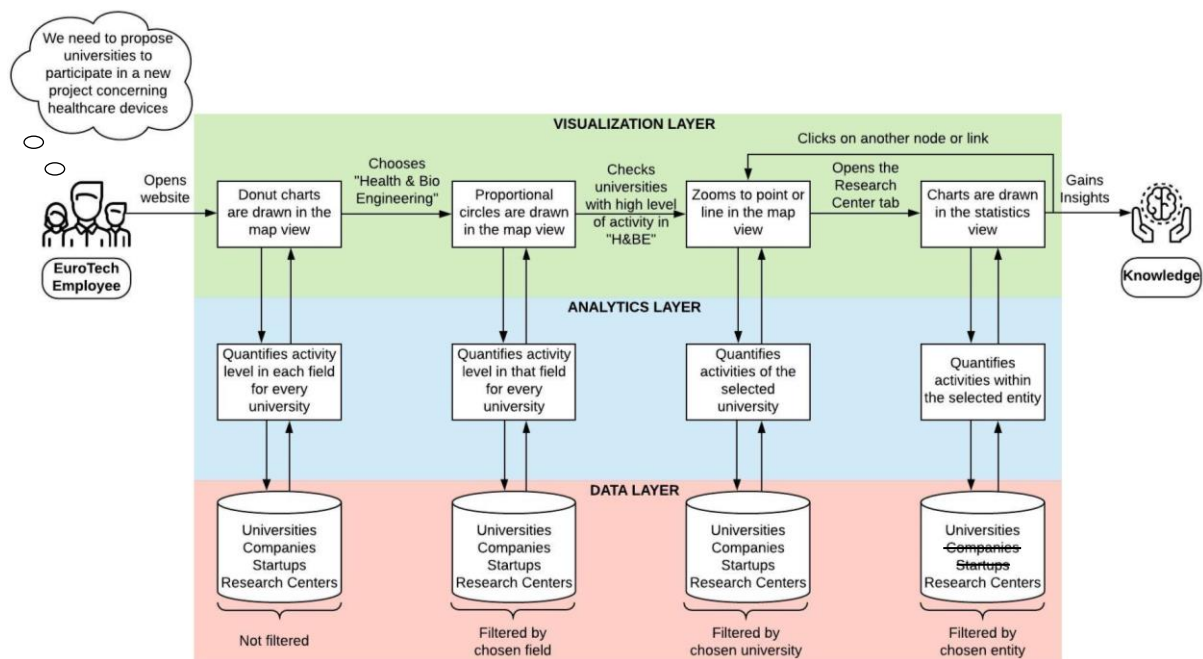 We need to propose
universities to
participate in a new
project concerning
healthcare devices
VISUALIZATION LAYER
Clicks on another node or link
Opens
website
Donut charts
are drawn in the
map view
Chooses
"Health & Bio
Engineering"
Proportional
circles are drawn
in the map view
Checks
universities
with high level
of activity in
"H&BE"
Zooms to point or
line in the map
view
Opens the
Research
Center tab
Charts are drawn
in the statistics
view
Gains
Insights
EuroTech
Employee
Knowledge
ANALYTICS LAYER
Quantifies activity
level in each field
for every
university
Quantifies activity
level in that field
for every
university
Quantifies
activities of the
selected
university
Quantifies
activities within
the selected entity
DATA LAYER
Universities
Companies
Startups
Research Centers
Universities
Companies
Startups
Research Centers
Universities
Companies
Startups
Research Centers
Universities
Companies
Startups
Research Centers
Not filtered
Filtered by
chosen field
Filtered by
chosen university
Filtered by
chosen entity